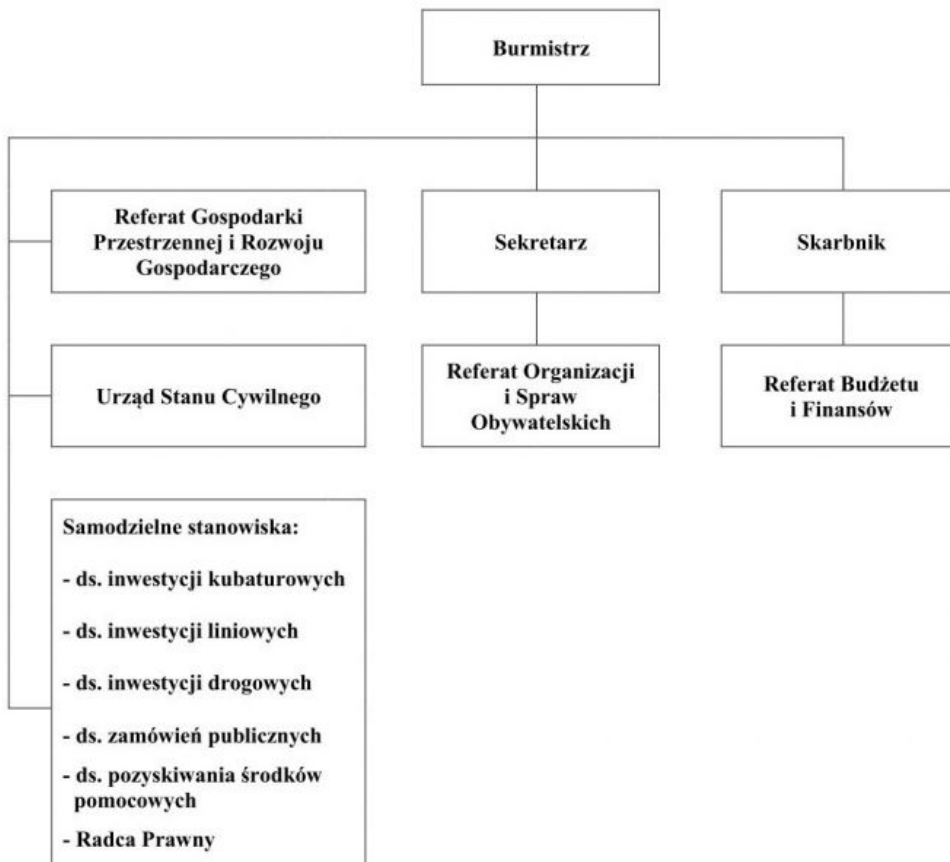 Burmistrz
Referat Gospodarki
Przestrzennej i Rozwoju
Gospodarczego
Sekretarz
Skarbnik
Urząd Stanu Cywilnego
Referat Organizacji
i Spraw
Obywatelskich
Referat Budżetu
i Finansów
Samodzielne stanowiska:
- ds. inwestycji kubaturowych
- ds. inwestycji liniowych
- ds. inwestycji drogowych
- ds. zamówień publicznych
- ds. pozyskiwania środków
pomocowych
- Radca Prawny